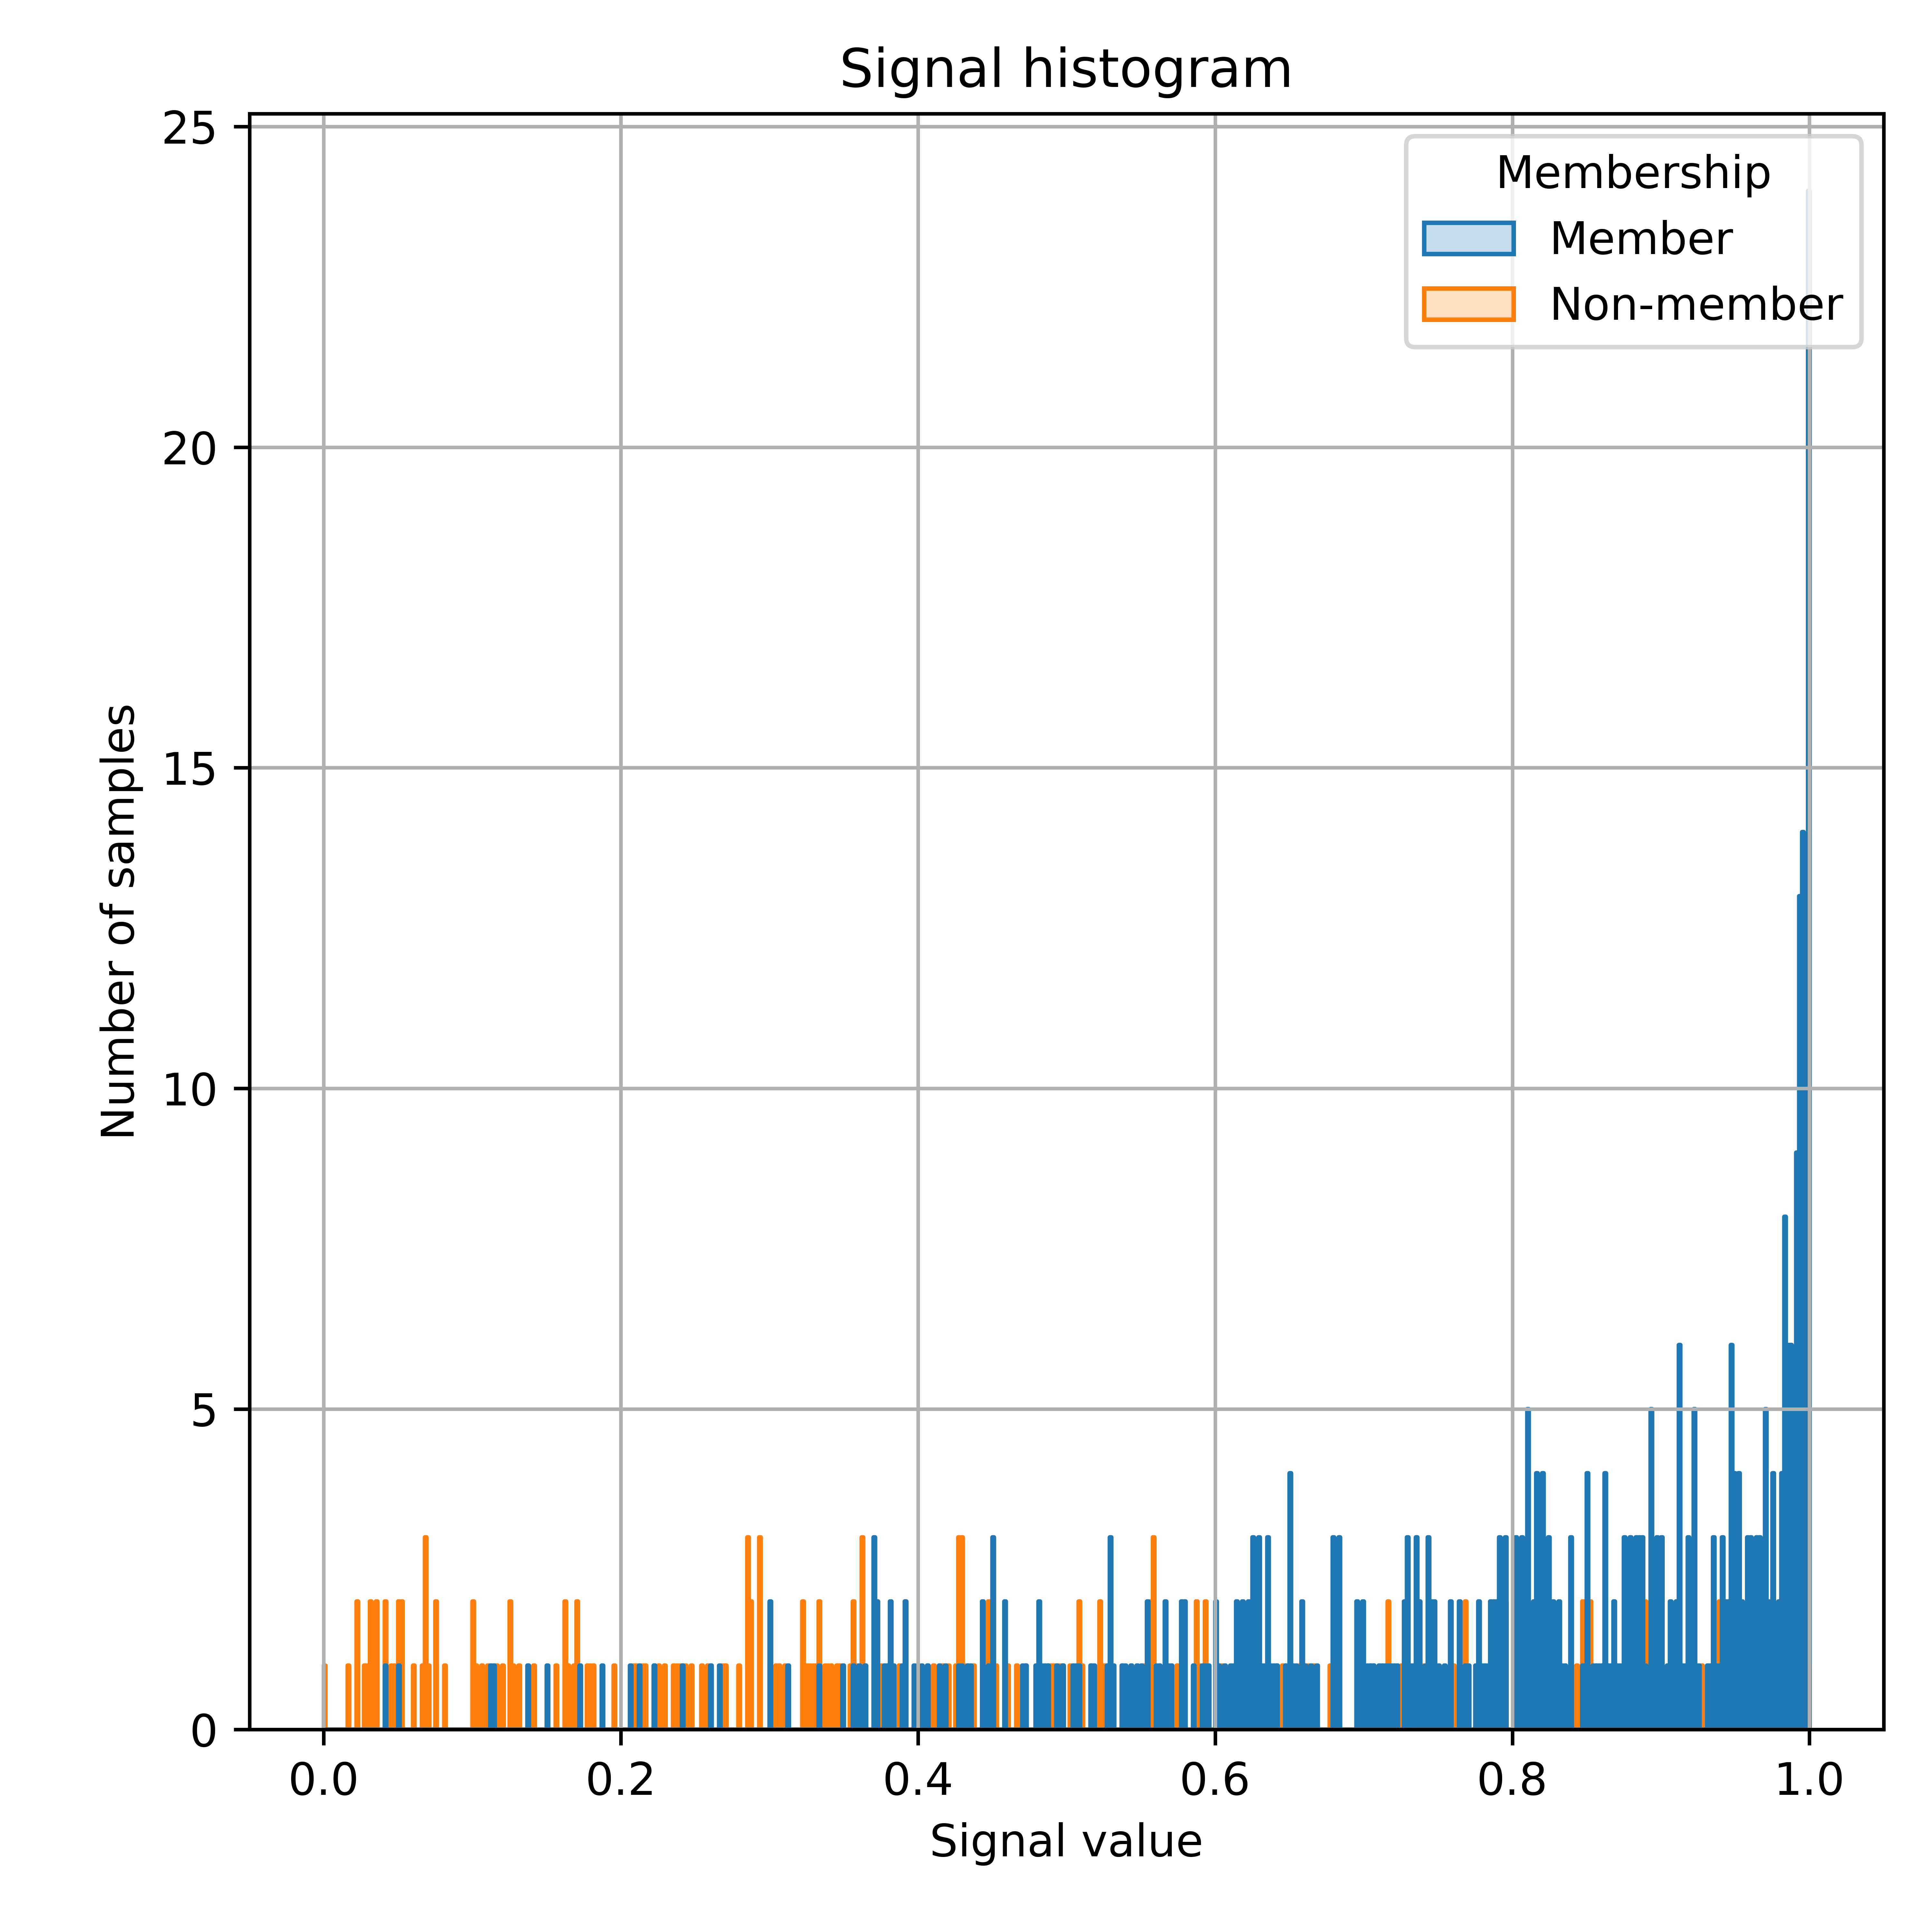 Signal histogram
25
20
15
10
5
0
Number of samples
Membership
Member
Non-member
0.0 0.2 0.4 0.6 0.8 1.0
Signal value